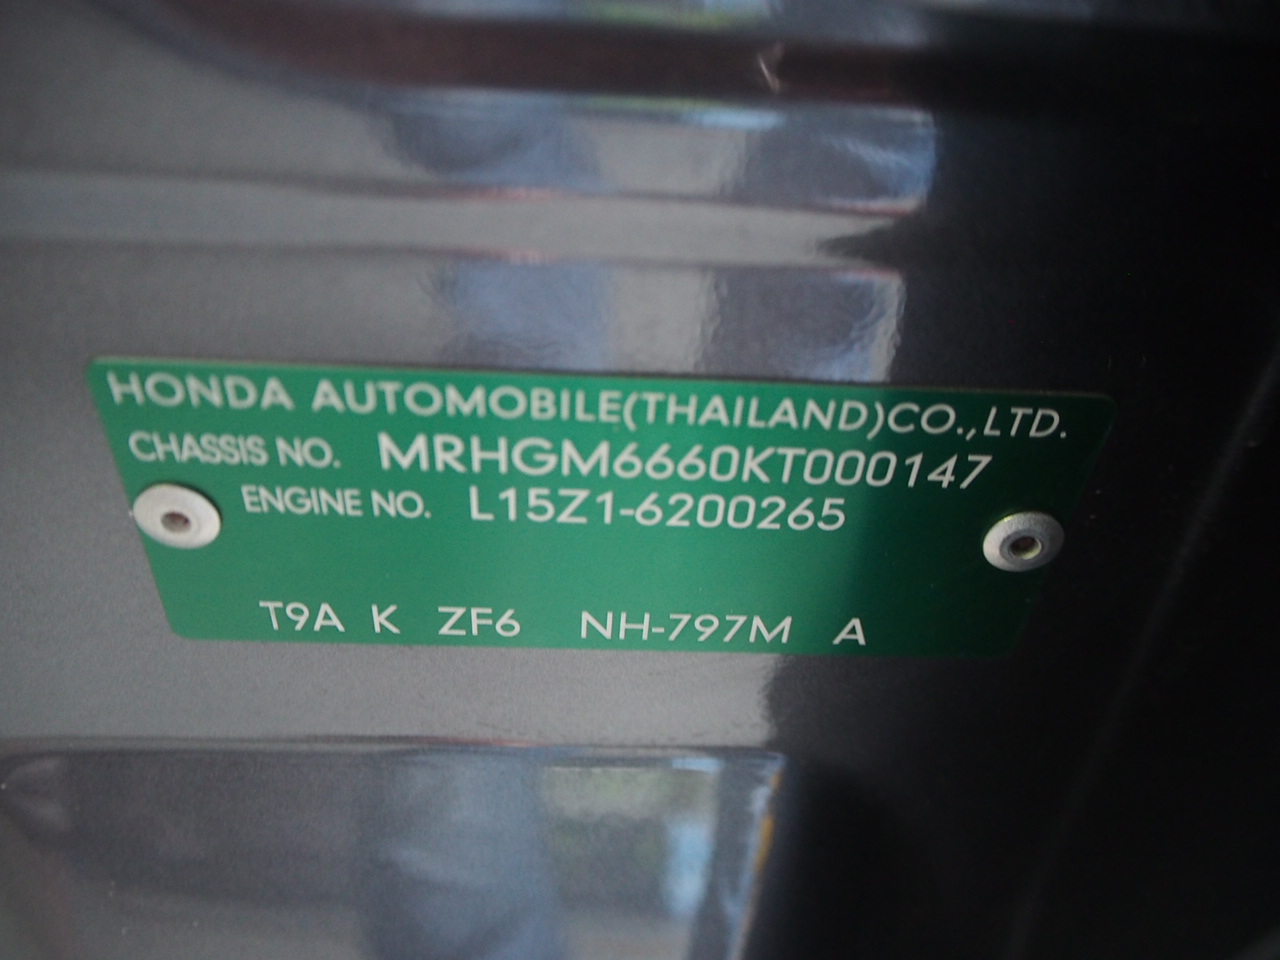 HONDA AUTOMOBILE(THAILAND)CO.,LTD.
CHASSIS NO. MRHGM6660KT000147
ENGINE NO. L15Z1-6200265
T9A K ZF6 NH-797M A